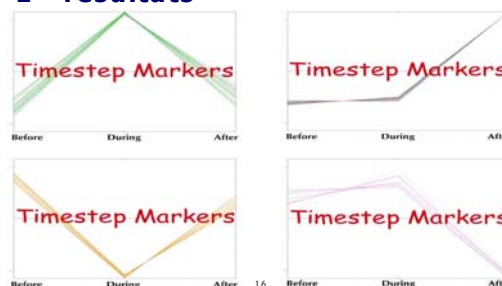 Timestep Markers
Timestep Markers
Before During After
Before During
Timestep Markers
Timestep Markers
Before During After
16
Before During